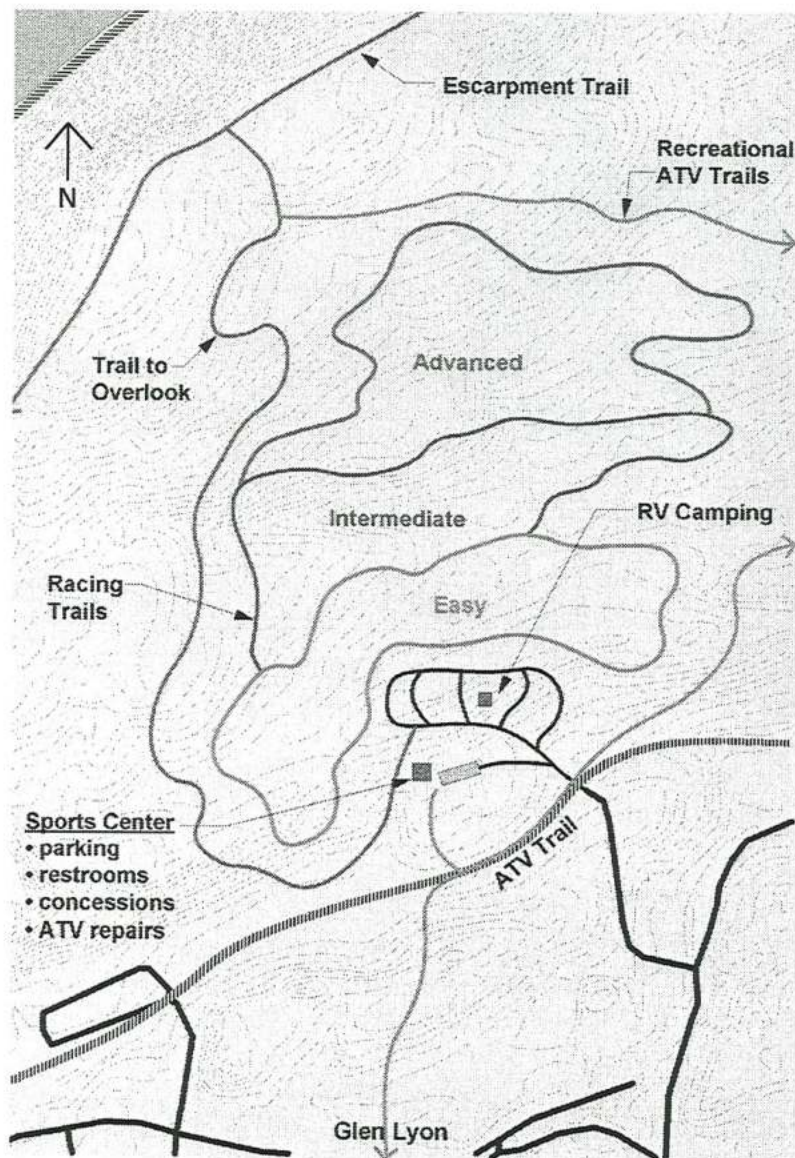 Escarpment Trail
N
Recreational
ATV Trails
Trail to
Overlook
Advanced
Intermediate
RV Camping
Racing
Trails
Easy
Sports Center
• parking
• restrooms
• concessions
• ATV repairs
ATV Trail
Glen Lyon